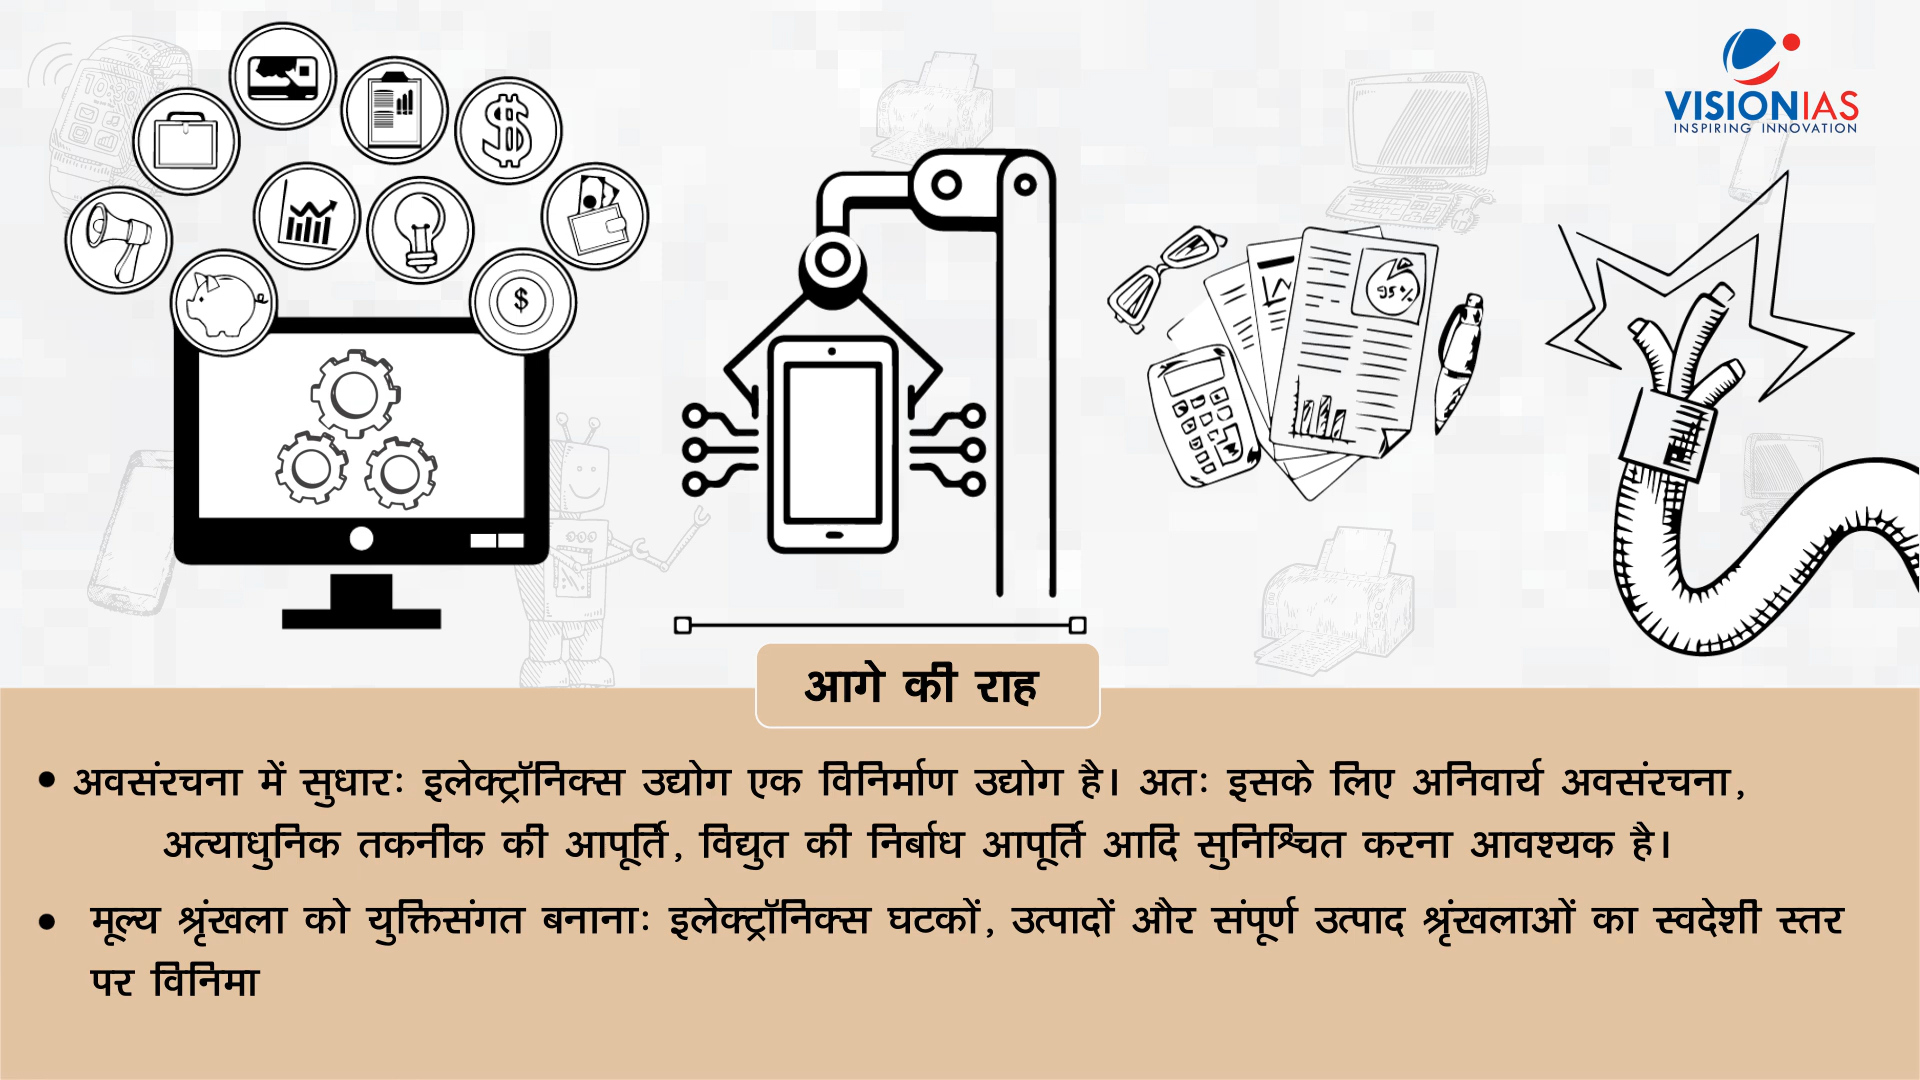 VISIONIAS
INSPIRING INNOVATION
95%
आगे की राह
• अवसंरचना में सुधारः इलेक्ट्रॉनिक्स उद्योग एक विनिर्माण उद्योग है। अतः इसके लिए अनिवार्य अवसंरचना,
अत्याधुनिक तकनीक की आपूर्ति, विद्युत की निर्बाध आपूर्ति आदि सुनिश्चित करना आवश्यक है।
• मूल्य श्रृंखला को युक्तिसंगत बनानाः इलेक्ट्रॉनिक्स घटकों, उत्पादों और संपूर्ण उत्पाद श्रृंखलाओं का स्वदेशी स्तर
पर विनिमा